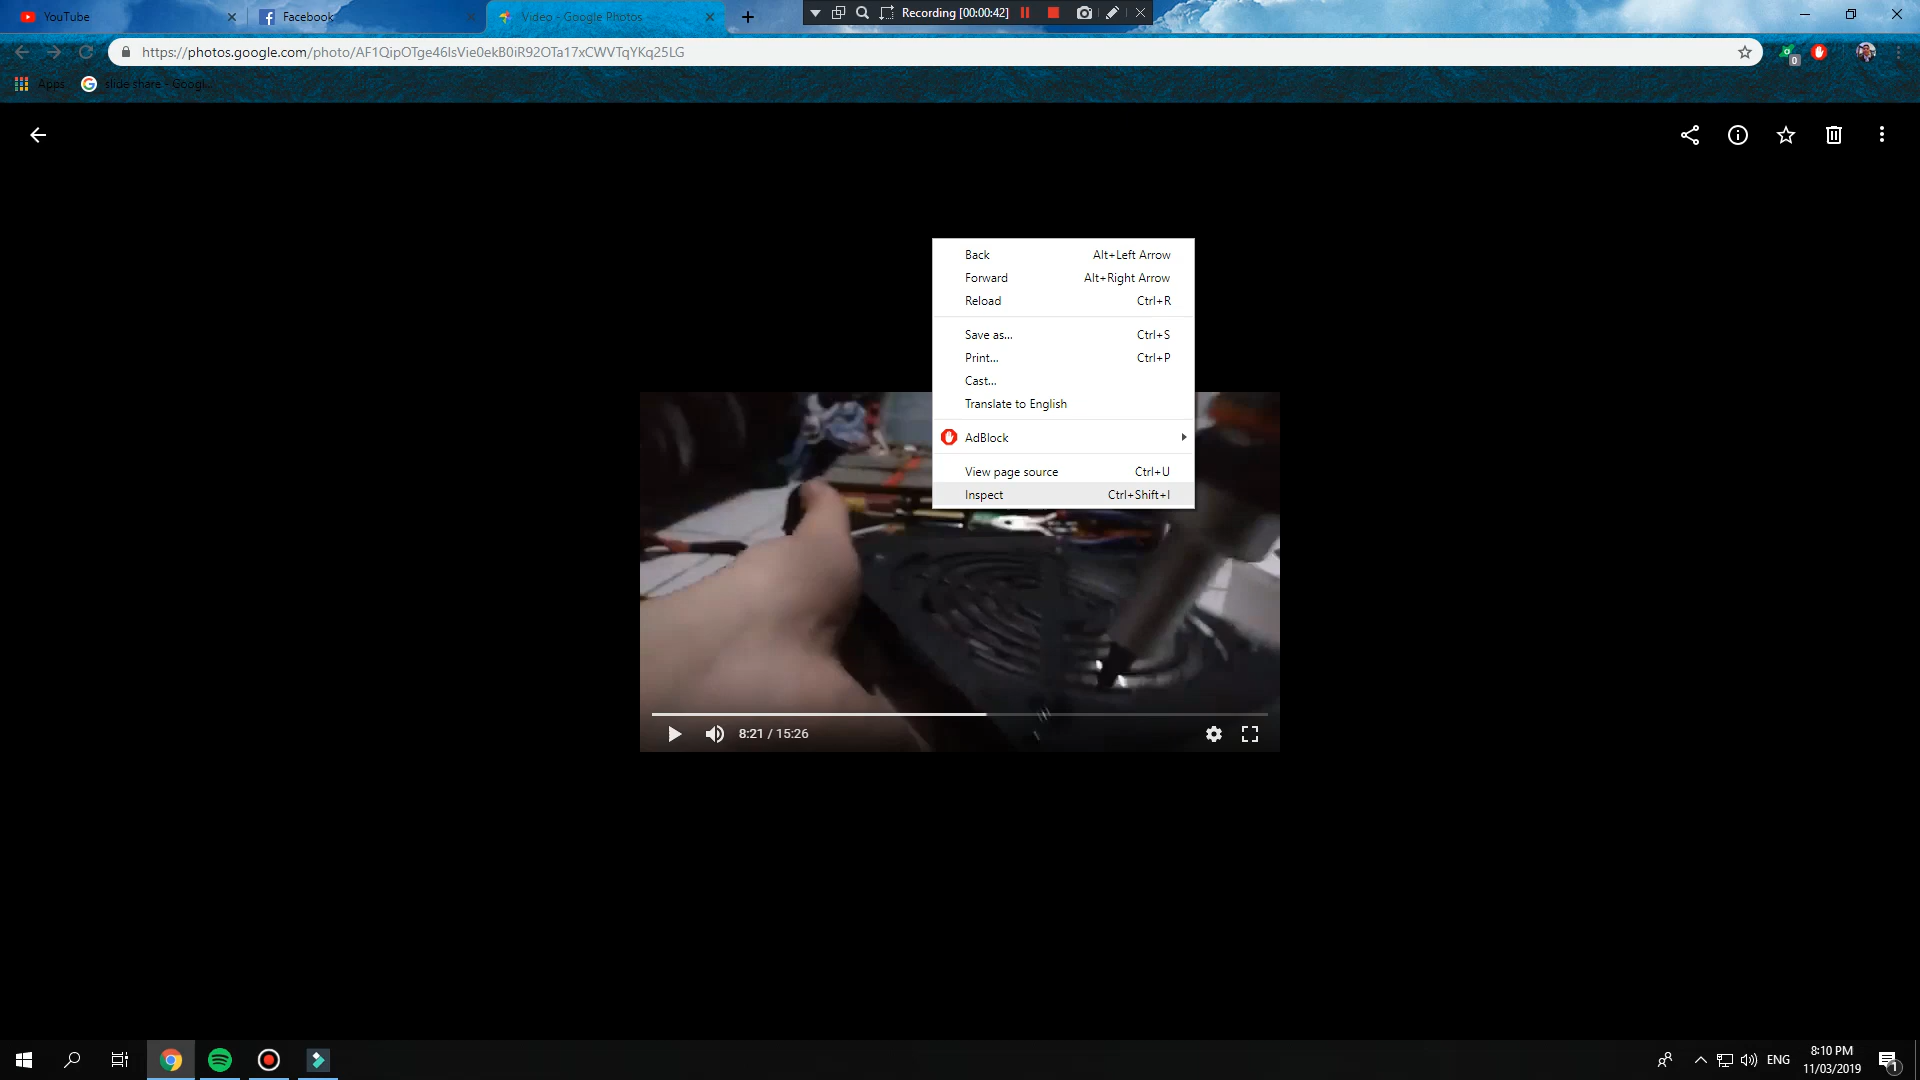 YouTube
Facebook
Video - Google Photos
Recording [00:00:42]
https://photos.google.com/photo/AF1QipOTge46lsVie0ekB0iR92OTa17xCWVTqYKq25LG
0
Apps
slide share - Googl...
Back Alt+Left Arrow
Forward Alt+Right Arrow
Reload Ctrl+R
Save as... Ctrl+S
Print... Ctrl+P
Cast...
Translate to English
AdBlock
View page source Ctrl+U
Inspect Ctrl+Shift+I
8:21 / 15:26
ENG
8:10 PM
11/03/2019
1